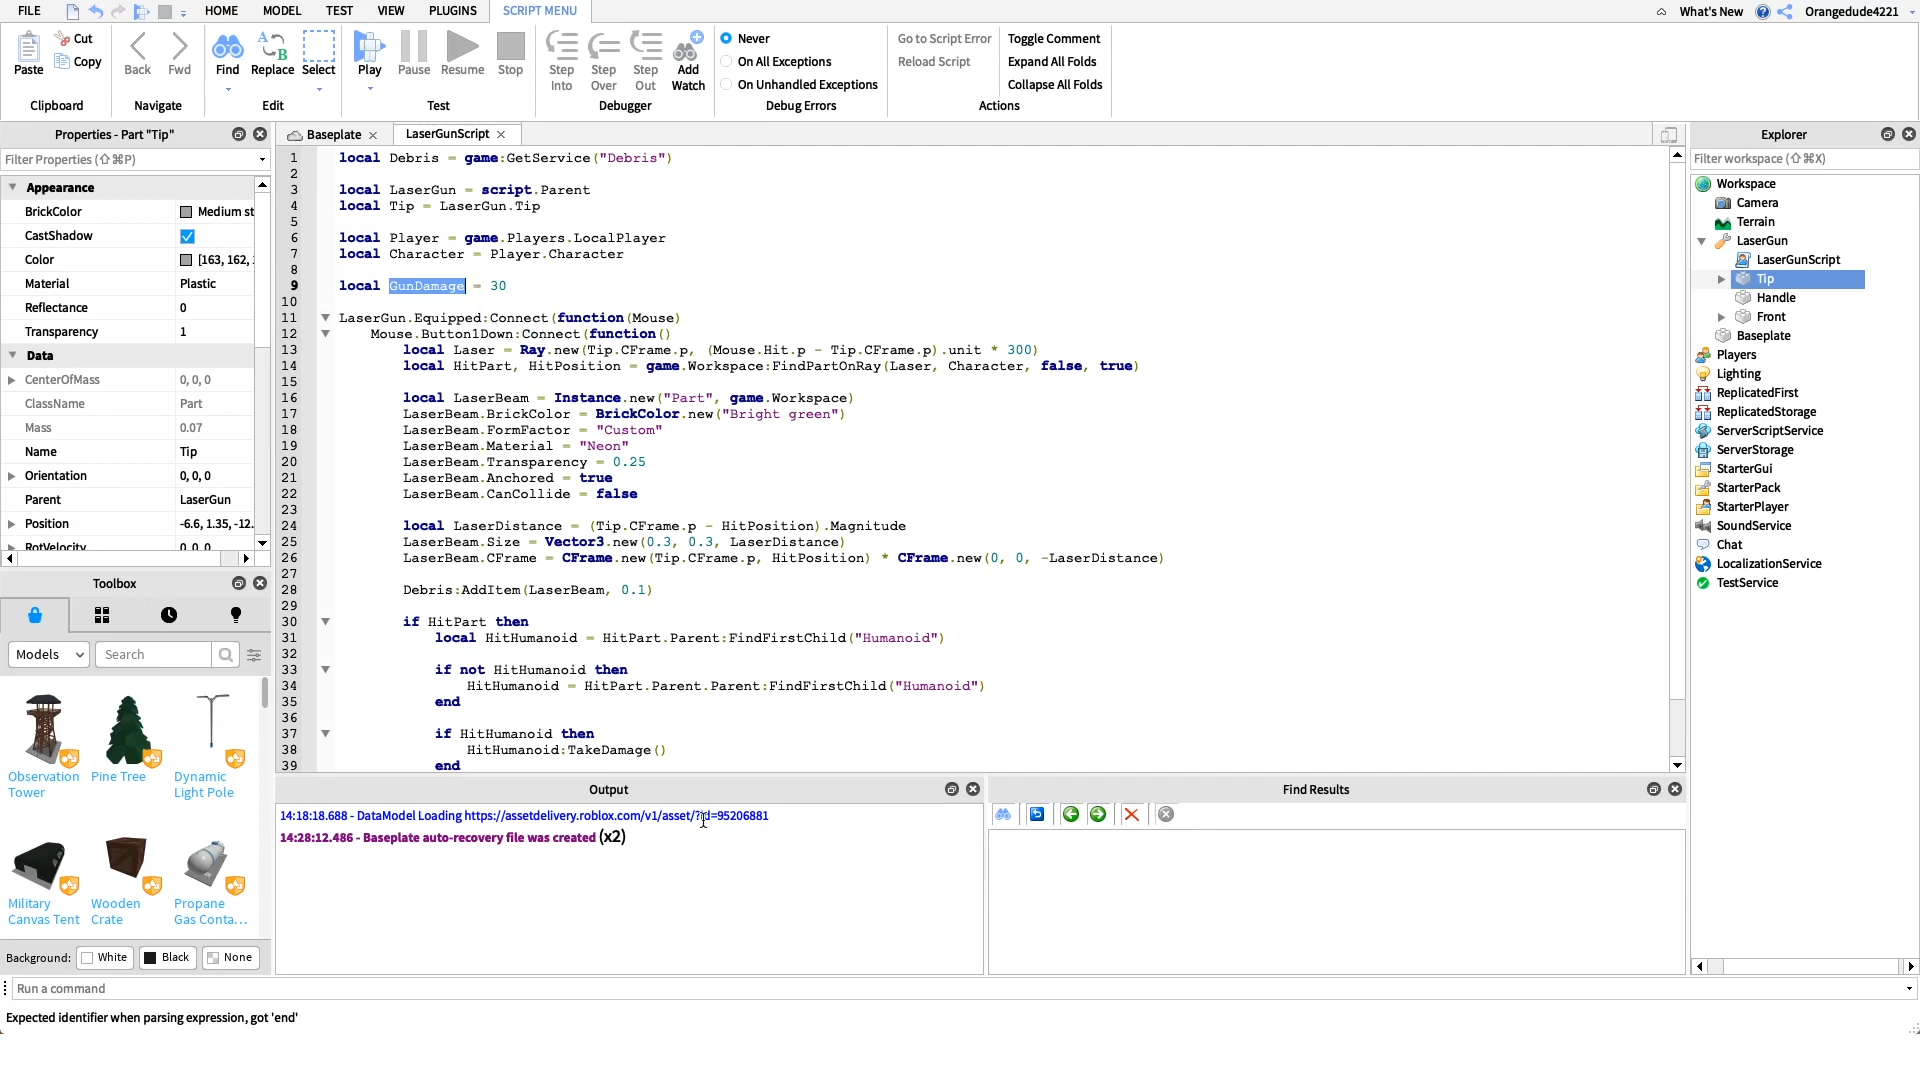 FILE HOME MODEL TEST VIEW PLUGINS SCRIPT MENU What's New Orangedude4221
Paste Cut Copy Back Fwd Find Replace Select Play Pause Resume Stop Step Into Step Over Step Out Add Watch
Never
On All Exceptions
On Unhandled Exceptions
Go to Script Error
Reload Script
Toggle Comment
Expand All Folds
Collapse All Folds
Clipboard Navigate Edit Test Debugger Debug Errors Actions
Properties - Part "Tip"
Filter Properties (⇧⌘P)
Appearance
BrickColor Medium st
CastShadow
Color [163, 162, :
Material Plastic
Reflectance 0
Transparency 1
Data
CenterOfMass 0, 0, 0
ClassName Part
Mass 0.07
Name Tip
Orientation 0, 0, 0
Parent LaserGun
Position -6.6, 1.35, -12.
RotVelocity 0, 0, 0
Toolbox
Models Search
Observation Tower
Pine Tree
Dynamic Light Pole
Military Canvas Tent
Wooden Crate
Propane Gas Conta...
Background: White Black None
Baseplate LaserGunScript
1 local Debris = game:GetService("Debris")
2
3 local LaserGun = script.Parent
4 local Tip = LaserGun.Tip
5
6 local Player = game.Players.LocalPlayer
7 local Character = Player.Character
8
9 local GunDamage = 30
10
11 LaserGun.Equipped:Connect(function(Mouse)
12 Mouse.Button1Down:Connect(function()
13 local Laser = Ray.new(Tip.CFrame.p, (Mouse.Hit.p - Tip.CFrame.p).unit * 300)
14 local HitPart, HitPosition = game.Workspace:FindPartOnRay(Laser, Character, false, true)
15
16 local LaserBeam = Instance.new("Part", game.Workspace)
17 LaserBeam.BrickColor = BrickColor.new("Bright green")
18 LaserBeam.FormFactor = "Custom"
19 LaserBeam.Material = "Neon"
20 LaserBeam.Transparency = 0.25
21 LaserBeam.Anchored = true
22 LaserBeam.CanCollide = false
23
24 local LaserDistance = (Tip.CFrame.p - HitPosition).Magnitude
25 LaserBeam.Size = Vector3.new(0.3, 0.3, LaserDistance)
26 LaserBeam.CFrame = CFrame.new(Tip.CFrame.p, HitPosition) * CFrame.new(0, 0, -LaserDistance)
27
28 Debris:AddItem(LaserBeam, 0.1)
29
30 if HitPart then
31 local HitHumanoid = HitPart.Parent:FindFirstChild("Humanoid")
32
33 if not HitHumanoid then
34 HitHumanoid = HitPart.Parent.Parent:FindFirstChild("Humanoid")
35 end
36
37 if HitHumanoid then
38 HitHumanoid:TakeDamage()
39 end
Output
14:18:18.688 - DataModel Loading https://assetdelivery.roblox.com/v1/asset/?id=95206881
14:28:12.486 - Baseplate auto-recovery file was created (x2)
Find Results
Explorer
Filter workspace (⇧⌘X)
Workspace
Camera
Terrain
LaserGun
LaserGunScript
Tip
Handle
Front
Baseplate
Players
Lighting
ReplicatedFirst
ReplicatedStorage
ServerScriptService
ServerStorage
StarterGui
StarterPack
StarterPlayer
SoundService
Chat
LocalizationService
TestService
Run a command
Expected identifier when parsing expression, got 'end'